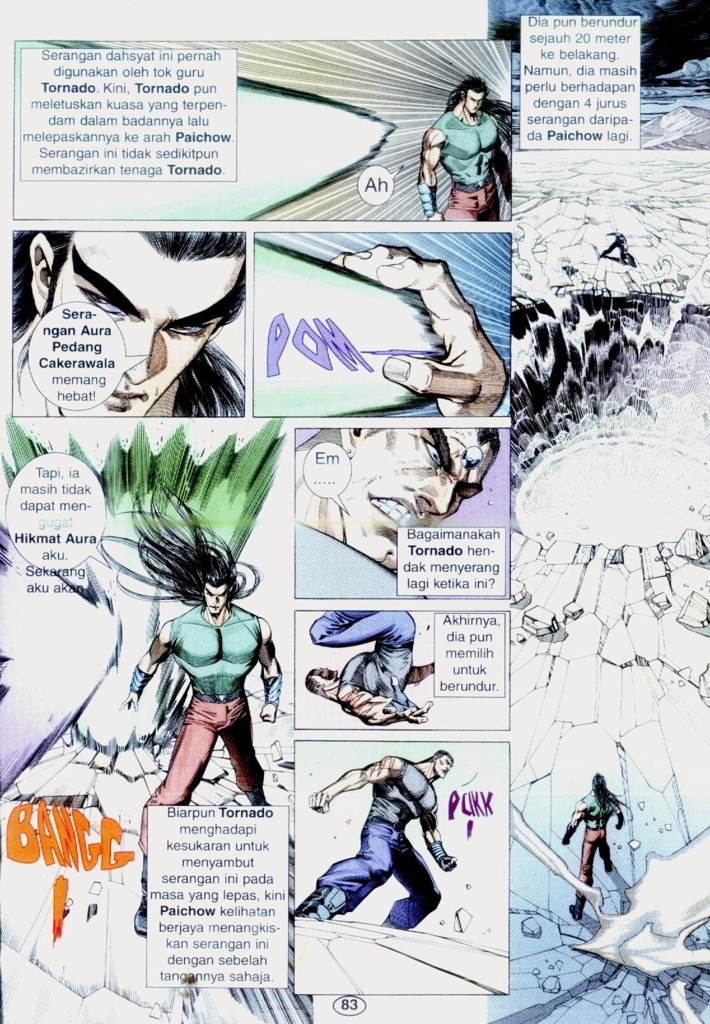 Serangan dahsyat ini pernah
digunakan oleh tok guru
Tornado. Kini, Tornado pun
meletuskan kuasa yang terpen-
dam dalam badannya lalu
melepaskannya ke arah Paichow.
Serangan ini tidak sedikitpun
membazirkan tenaga Tornado.
Ah
Sera-
ngan Aura
Pedang
Cakerawala
memang
hebat!
POM
Tapi, ia
masih tidak
dapat men-
gugat
Hikmat Aura
aku.
Sekarang
aku akan
BANGG
!
Biarpun Tornado
menghadapi
kesukaran untuk
menyambut
serangan ini pada
masa yang lepas, kini
Paichow kelihatan
berjaya menangkis-
kan serangan ini
dengan sebelah
tangannya sahaja.
Em
.....
Bagaimanakah
Tornado hen-
dak menyerang
lagi ketika ini?
Akhirnya,
dia pun
memilih
untuk
berundur.
PUKK
!
Dia pun berundur
sejauh 20 meter
ke belakang.
Namun, dia masih
perlu berhadapan
dengan 4 jurus
serangan daripa-
da Paichow lagi.
83